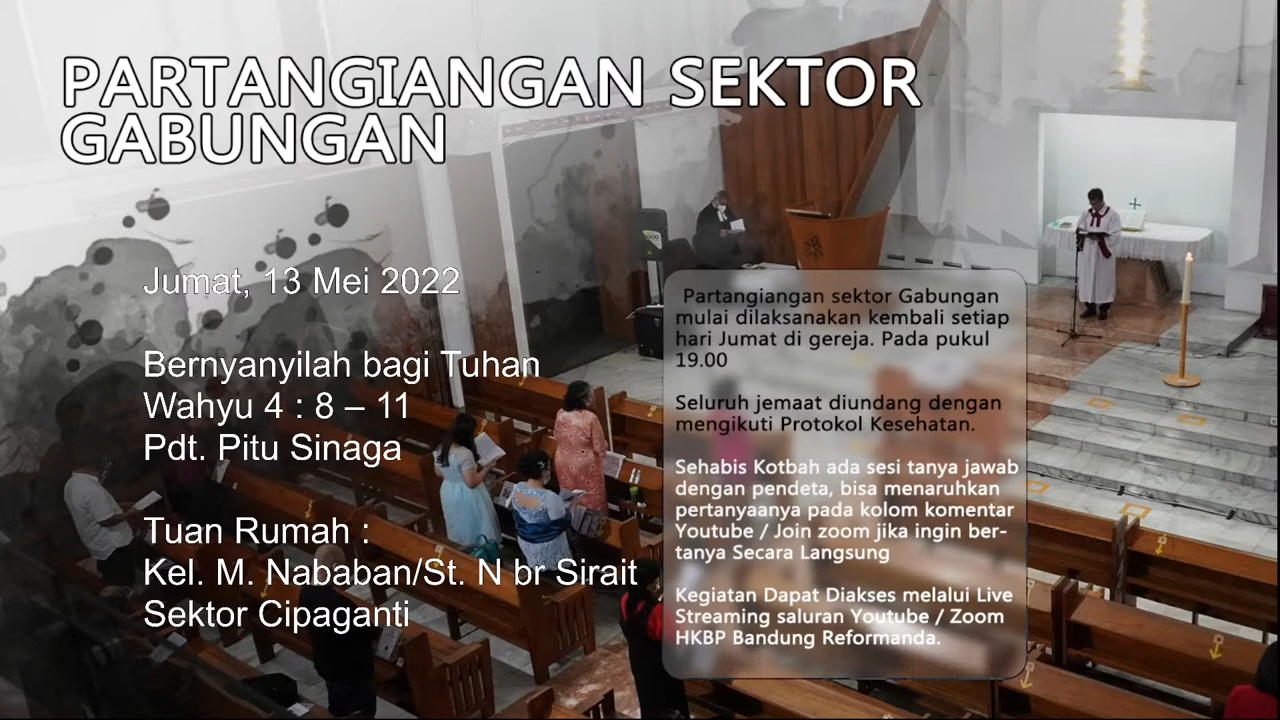 PARTANGIANGAN SEKTOR
GABUNGAN
Jumat, 13 Mei 2022
Bernyanyilah bagi Tuhan
Wahyu 4 : 8 – 11
Pdt. Pitu Sinaga
Tuan Rumah :
Kel. M. Nababan/St. N br Sirait
Sektor Cipaganti
Partangiangan sektor Gabungan
mulai dilaksanakan kembali setiap
hari Jumat di gereja. Pada pukul
19.00
Seluruh jemaat diundang dengan
mengikuti Protokol Kesehatan.
Sehabis Kotbah ada sesi tanya jawab
dengan pendeta, bisa menaruhkan
pertanyaanya pada kolom komentar
Youtube / Join zoom jika ingin ber-
tanya Secara Langsung
Kegiatan Dapat Diakses melalui Live
Streaming saluran Youtube / Zoom
HKBP Bandung Reformanda.